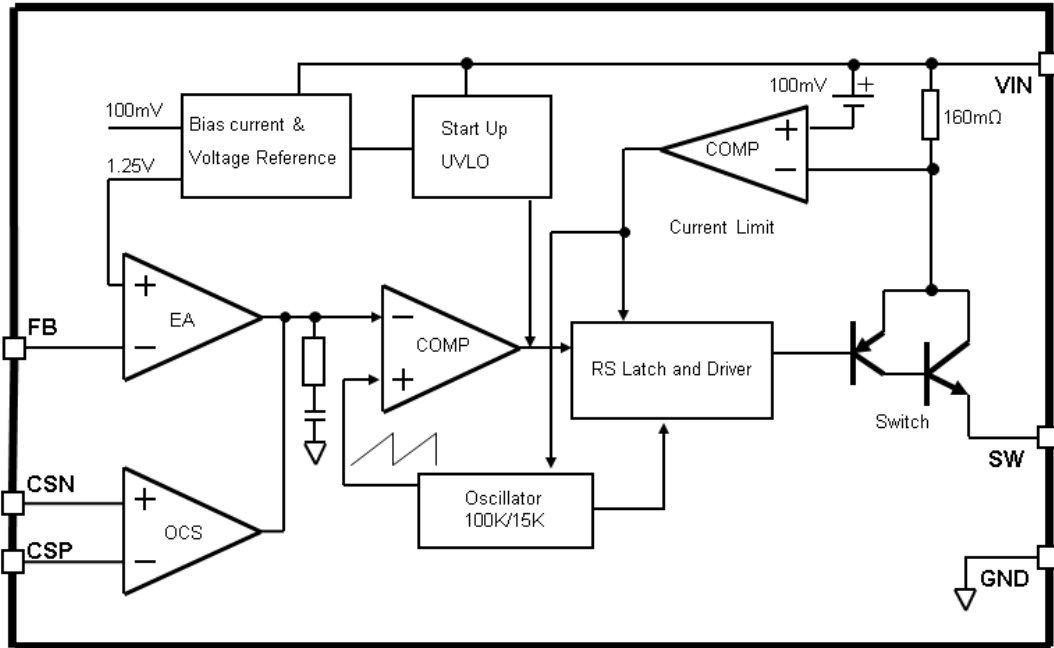 VIN
100mV
+
160mΩ
100mV
Bias current &
Voltage Reference
1.25V
Start Up
UVLO
+
COMP
−
Current Limit
+
EA
−
FB
−
COMP
+
RS Latch and Driver
Switch
SW
CSN
+
OCS
−
CSP
Oscillator
100K/15K
GND